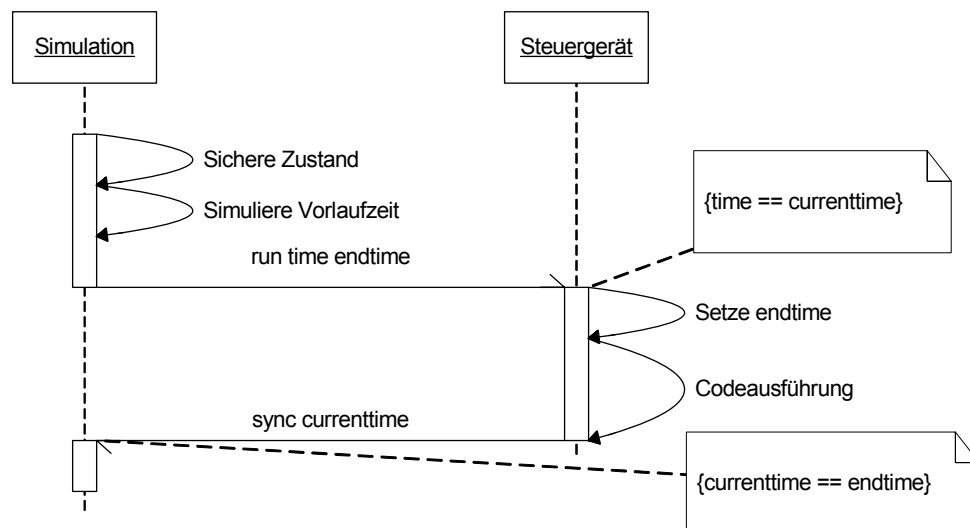 Simulation
Steuergerät
Sichere Zustand
Simuliere Vorlaufzeit
{time == currenttime}
run time endtime
Setze endtime
Codeausführung
sync currenttime
{currenttime == endtime}